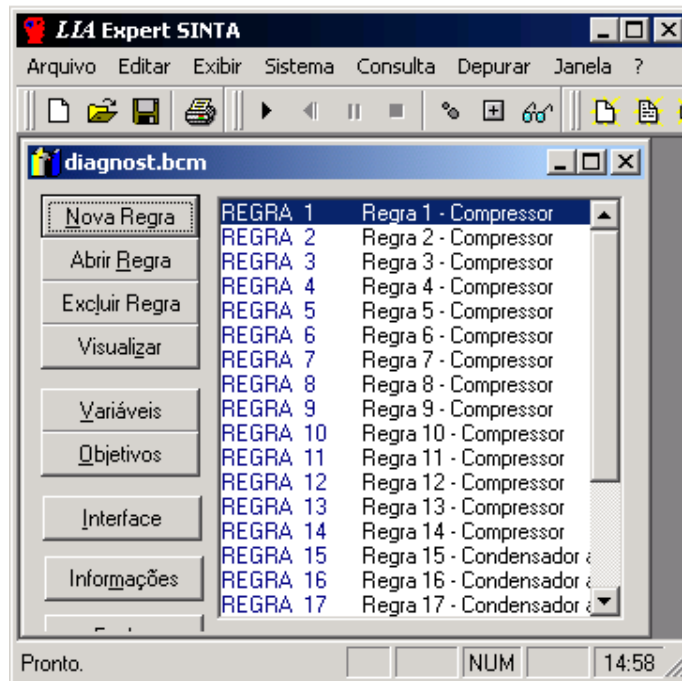 LIA Expert SINTA
Arquivo Editar Exibir Sistema Consulta Depurar Janela ?
diagnost.bcm
Nova Regra
Abrir Regra
Excluir Regra
Visualizar
Variáveis
Objetivos
Interface
Informações
REGRA 1 Regra 1 - Compressor
REGRA 2 Regra 2 - Compressor
REGRA 3 Regra 3 - Compressor
REGRA 4 Regra 4 - Compressor
REGRA 5 Regra 5 - Compressor
REGRA 6 Regra 6 - Compressor
REGRA 7 Regra 7 - Compressor
REGRA 8 Regra 8 - Compressor
REGRA 9 Regra 9 - Compressor
REGRA 10 Regra 10 - Compressor
REGRA 11 Regra 11 - Compressor
REGRA 12 Regra 12 - Compressor
REGRA 13 Regra 13 - Compressor
REGRA 14 Regra 14 - Compressor
REGRA 15 Regra 15 - Condensador
REGRA 16 Regra 16 - Condensador
REGRA 17 Regra 17 - Condensador
Pronto. NUM 14:58